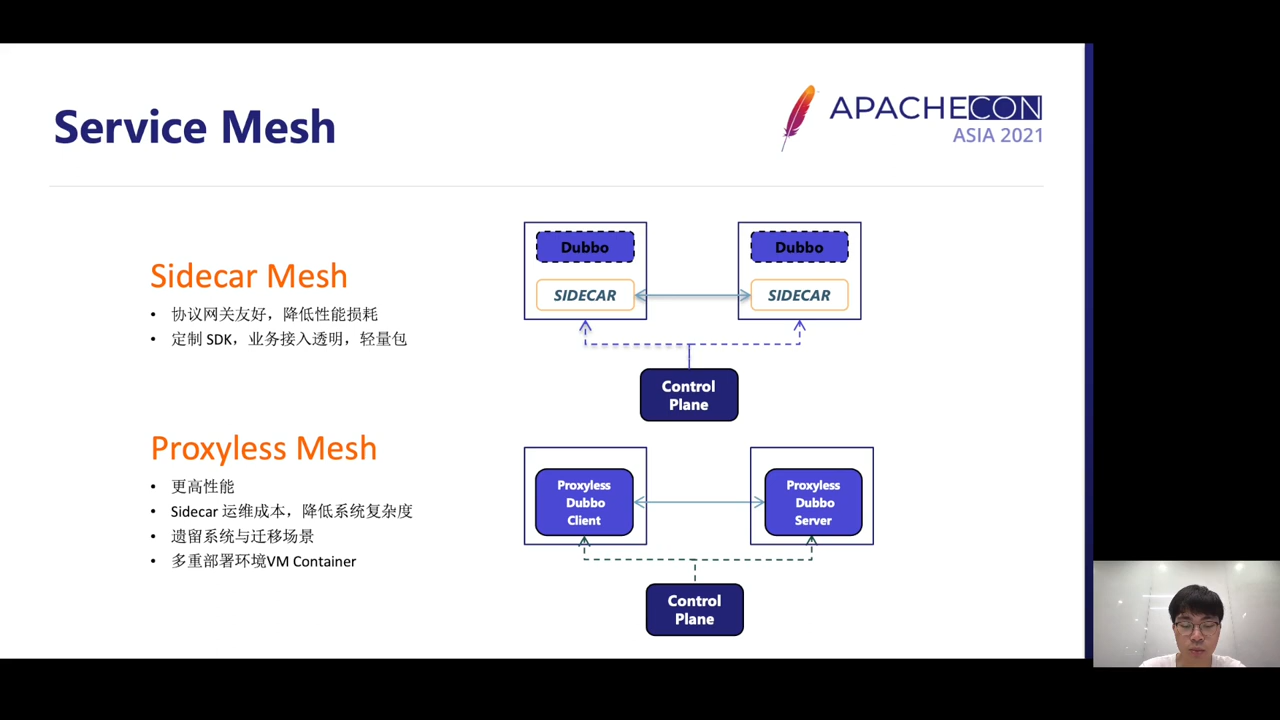 Service Mesh
APACHECON
ASIA 2021
Sidecar Mesh
• 协议网关友好，降低性能损耗
• 定制 SDK，业务接入透明，轻量包
Dubbo
SIDECAR
Dubbo
SIDECAR
Control
Plane
Proxyless Mesh
• 更高性能
• Sidecar 运维成本，降低系统复杂度
• 遗留系统与迁移场景
• 多重部署环境VM Container
Proxyless
Dubbo
Client
Proxyless
Dubbo
Server
Control
Plane